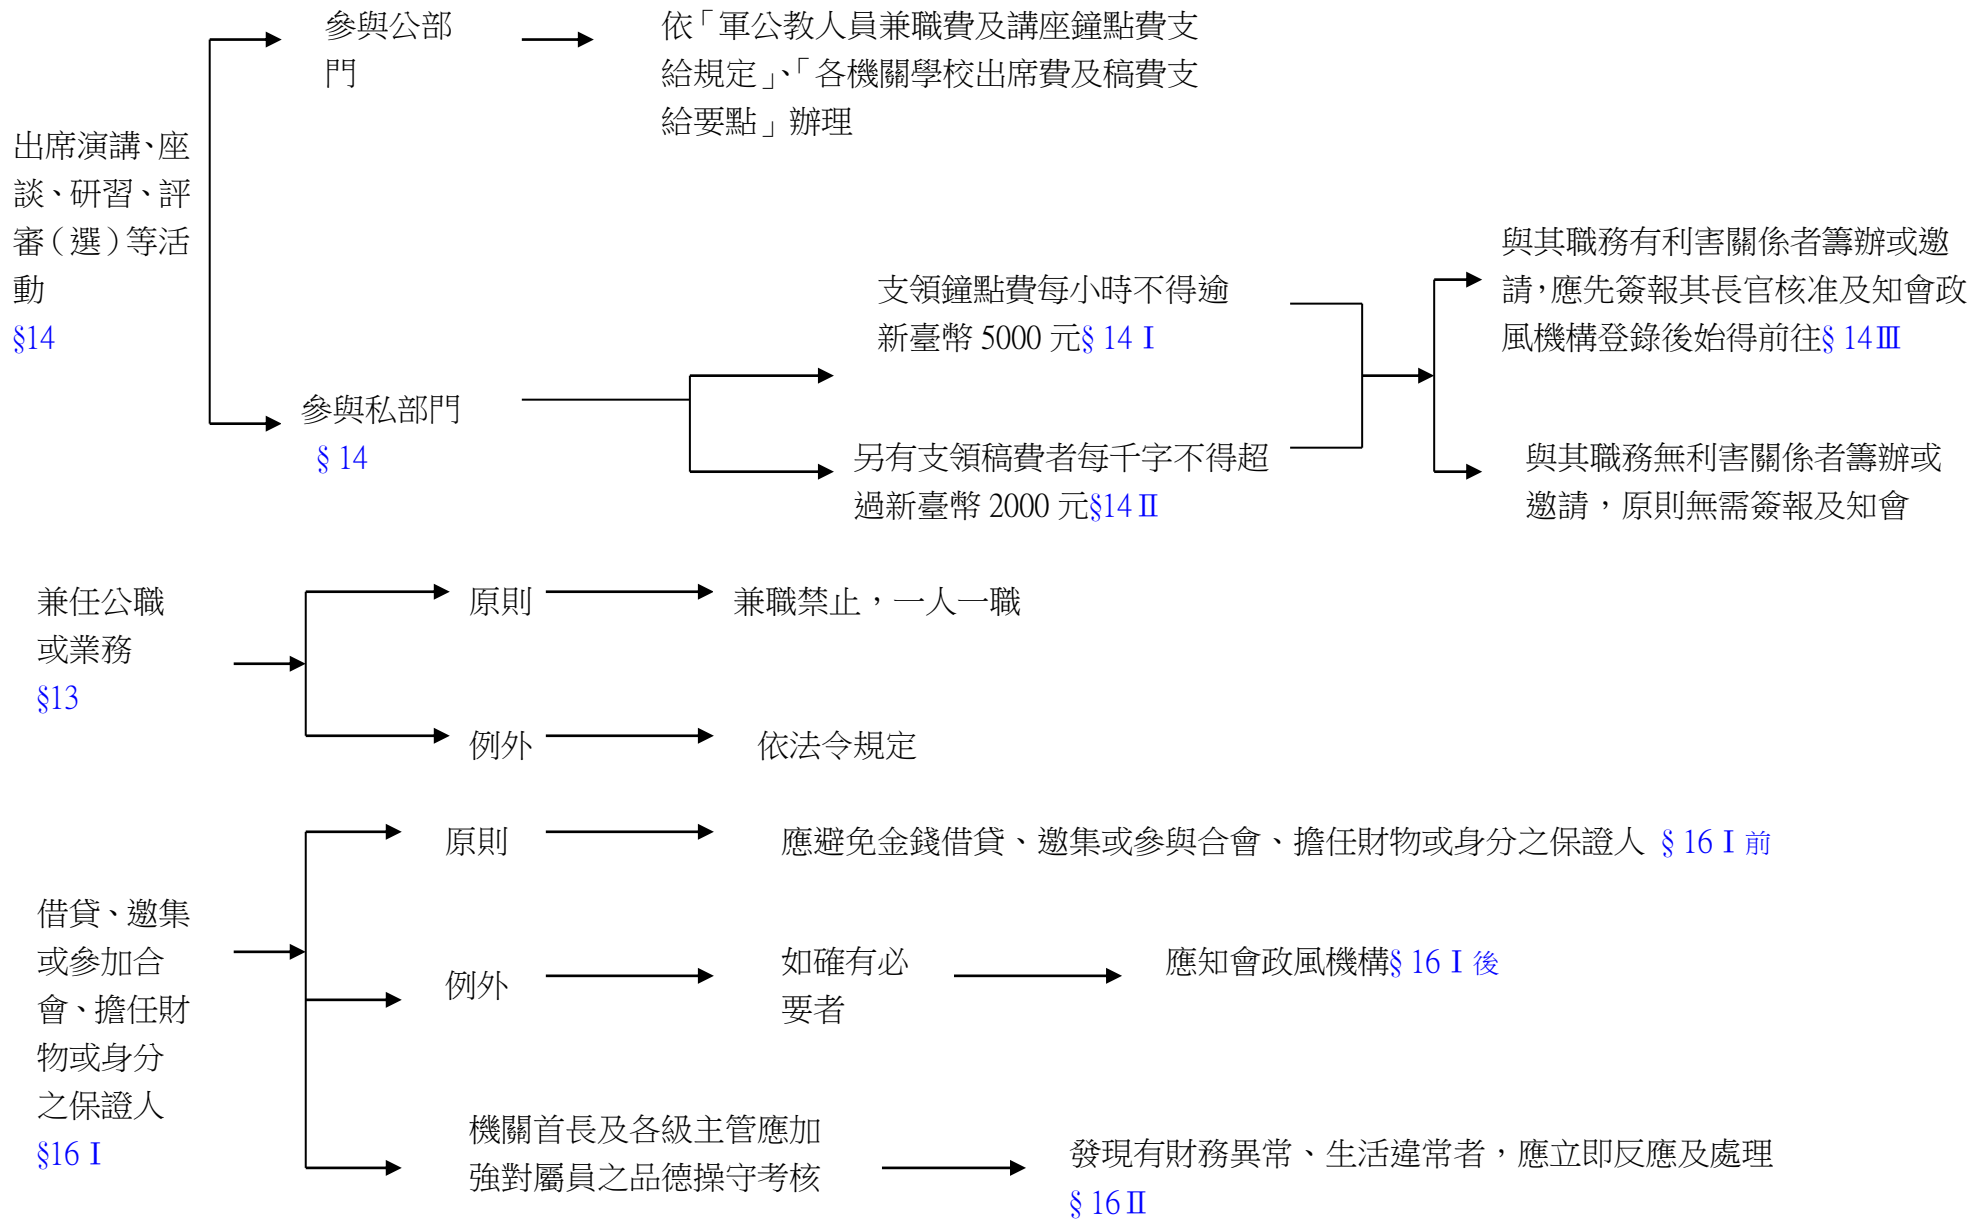 參與公部
門
依「軍公教人員兼職費及講座鐘點費支
給規定」、「各機關學校出席費及稿費支
給要點」辦理
出席演講、座
談、研習、評
審（選）等活
動
§14
參與私部門
§ 14
支領鐘點費每小時不得逾
新臺幣 5000 元§ 14 I
另有支領稿費者每千字不得超
過新臺幣 2000 元§14 II
與其職務有利害關係者籌辦或邀
請，應先簽報其長官核准及知會政
風機構登錄後始得前往§ 14 III
與其職務無利害關係者籌辦或
邀請，原則無需簽報及知會
兼任公職
或業務
§13
原則
兼職禁止，一人一職
例外
依法令規定
借貸、邀集
或參加合
會、擔任財
物或身分
之保證人
§16 I
原則
應避免金錢借貸、邀集或參與合會、擔任財物或身分之保證人 § 16 I 前
例外
如確有必
要者
應知會政風機構§ 16 I 後
機關首長及各級主管應加
強對屬員之品德操守考核
發現有財務異常、生活違常者，應立即反應及處理
§ 16 II